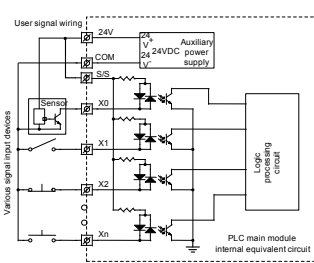 User signal wiring
24V
24
V+
24VDC
24
V-
Auxiliary
power
supply
COM
S/S
Sensor
X0
X1
X2
Xn
Various signal input devices
Logic
processing
circuit
PLC main module
internal equivalent circuit